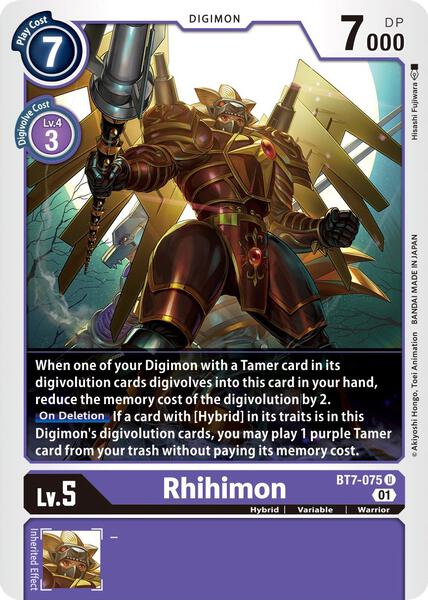 Play Cost
7
DIGIMON
7000
DP
Digivolve Cost
Lv.4
3
Hisashi Fujiwara
BANDAI MADE IN JAPAN
©Akiyoshi Hongo, Toei Animation
When one of your Digimon with a Tamer card in its
digivolution cards digivolves into this card in your hand,
reduce the memory cost of the digivolution by 2.
On Deletion If a card with [Hybrid] in its traits is in this
Digimon's digivolution cards, you may play 1 purple Tamer
card from your trash without paying its memory cost.
Lv.5
Rhihimon
BT7-075 U
01
Hybrid | Variable | Warrior
Inherited Effect
–